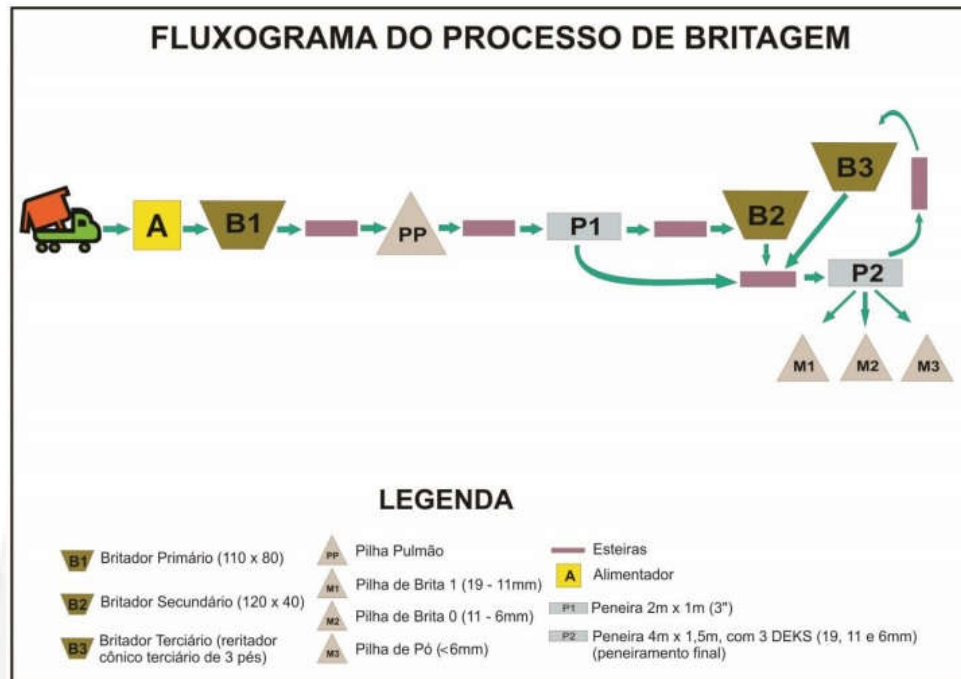 FLUXOGRAMA DO PROCESSO DE BRITAGEM
B3
A
B1
PP
P1
B2
P2
M1
M2
M3
LEGENDA
B1 Britador Primário (110 x 80)
B2 Britador Secundário (120 x 40)
B3 Britador Terciário (reritador
cônico terciário de 3 pés)
PP Pilha Pulmão
M1 Pilha de Brita 1 (19 - 11mm)
M2 Pilha de Brita 0 (11 - 6mm)
M3 Pilha de Pó (<6mm)
Esteiras
A Alimentador
P1 Peneira 2m x 1m (3")
P2 Peneira 4m x 1,5m, com 3 DEKS (19, 11 e 6mm)
(peneiramento final)